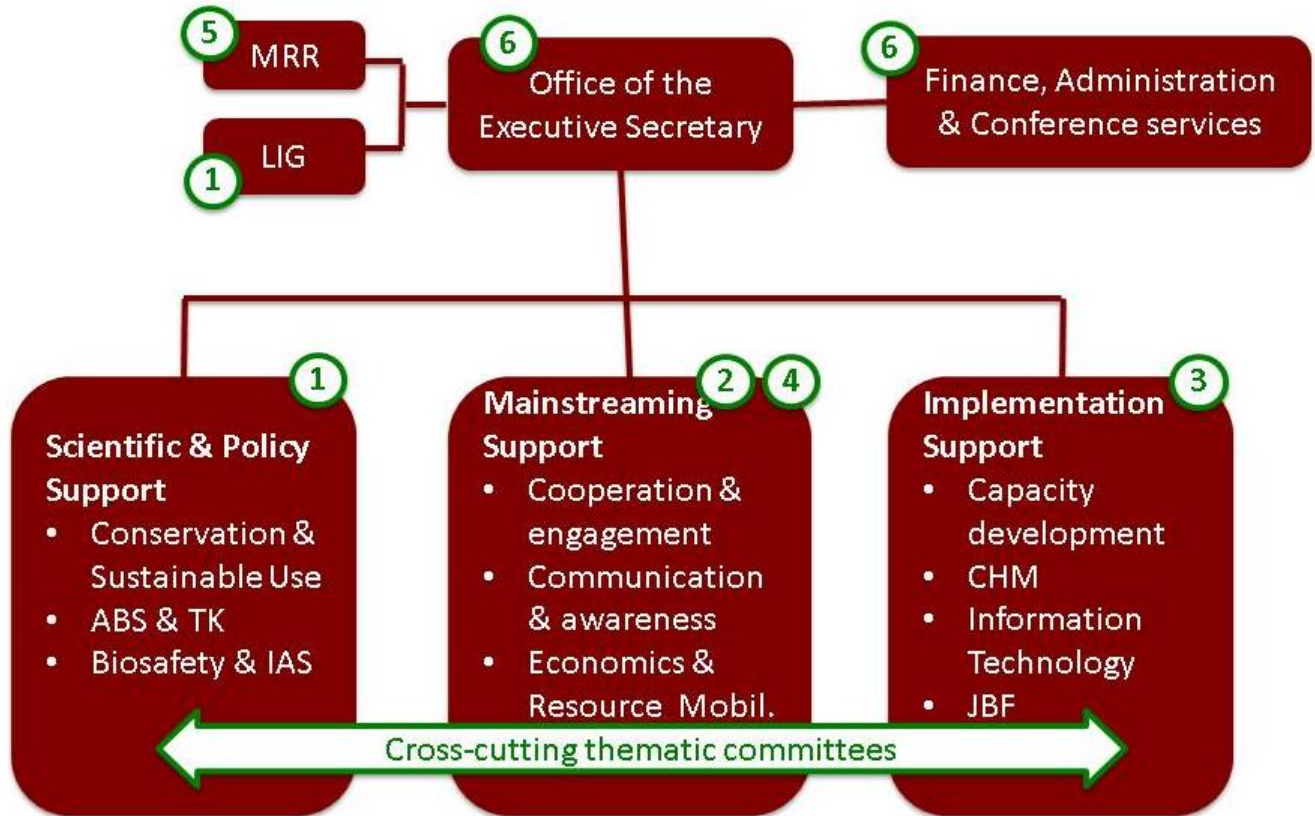 5
MRR
1
LIG
6
Office of the
Executive Secretary
6
Finance, Administration
& Conference services
1
Scientific & Policy
Support
• Conservation &
Sustainable Use
• ABS & TK
• Biosafety & IAS
2
4
Mainstreaming
Support
• Cooperation &
engagement
• Communication
& awareness
• Economics &
Resource Mobil.
3
Implementation
Support
• Capacity
development
• CHM
• Information
Technology
• JBF
Cross-cutting thematic committees